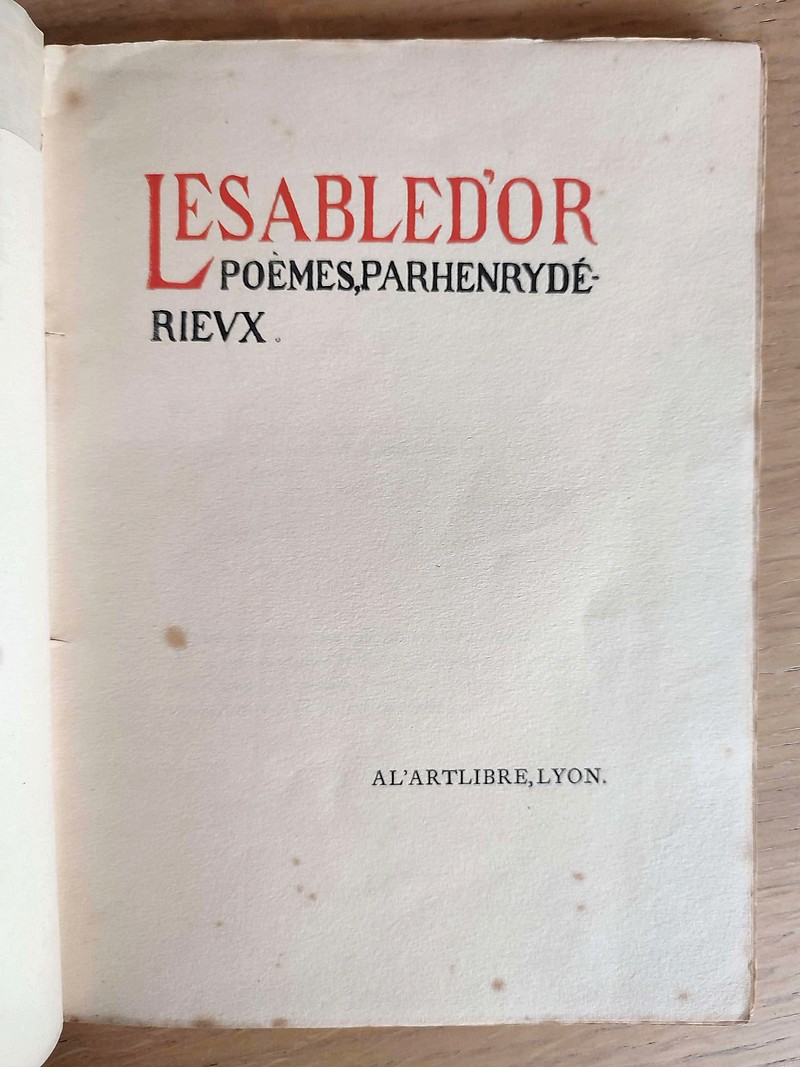 LESABLED'OR
POÈMES,PARHENRYDÉ-
RIEVX.
AL'ARTLIBRE,LYON.